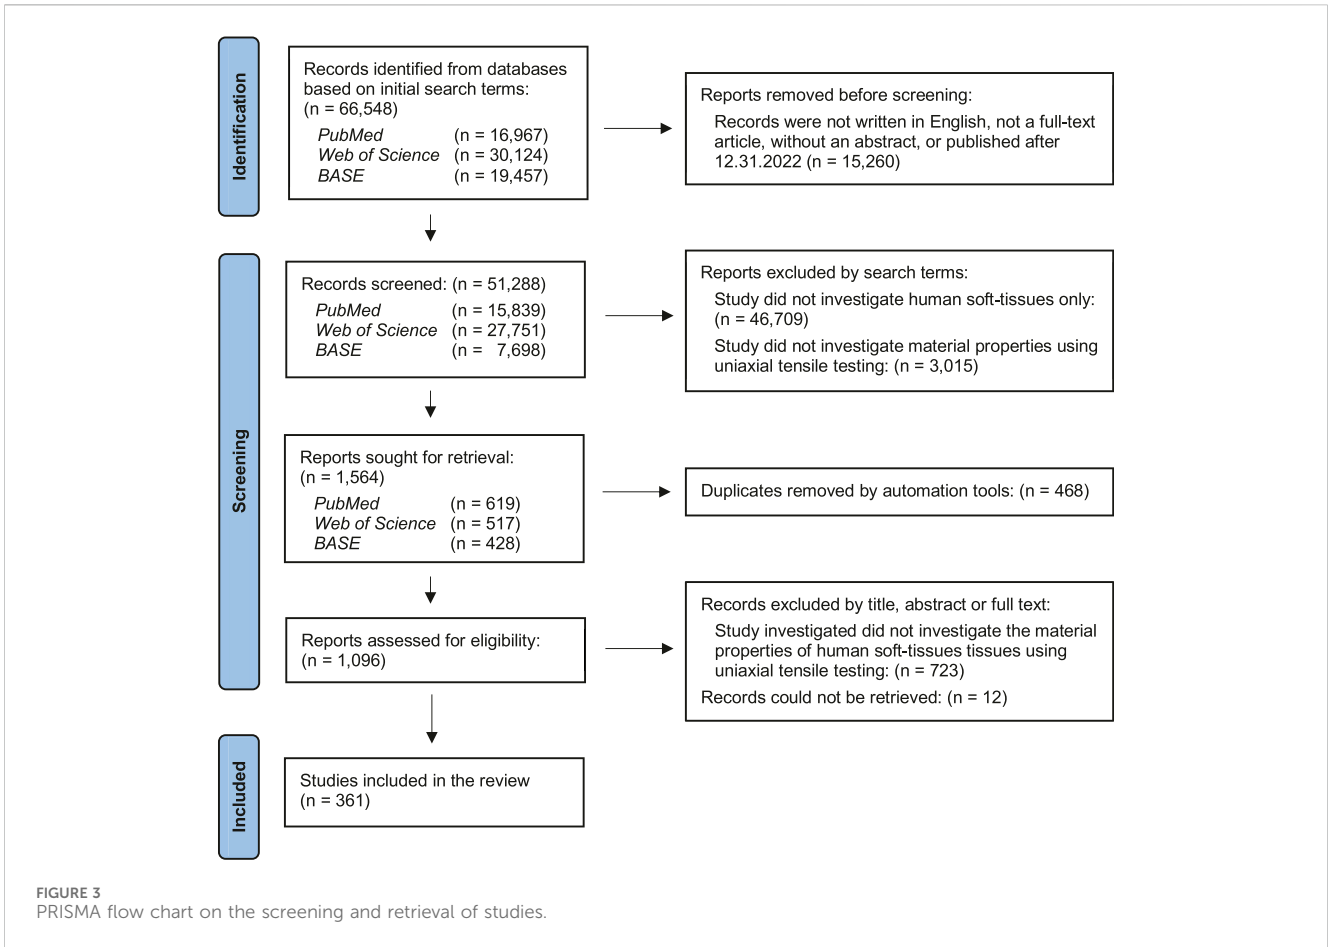 Identification
Records identified from databases
based on initial search terms:
(n = 66,548)
PubMed (n = 16,967)
Web of Science (n = 30,124)
BASE (n = 19,457)
Reports removed before screening:
Records were not written in English, not a full-text
article, without an abstract, or published after
12.31.2022 (n = 15,260)
Screening
Records screened: (n = 51,288)
PubMed (n = 15,839)
Web of Science (n = 27,751)
BASE (n = 7,698)
Reports excluded by search terms:
Study did not investigate human soft-tissues only:
(n = 46,709)
Study did not investigate material properties using
uniaxial tensile testing: (n = 3,015)
Reports sought for retrieval:
(n = 1,564)
PubMed (n = 619)
Web of Science (n = 517)
BASE (n = 428)
Duplicates removed by automation tools: (n = 468)
Reports assessed for eligibility:
(n = 1,096)
Records excluded by title, abstract or full text:
Study investigated did not investigate the material
properties of human soft-tissues tissues using
uniaxial tensile testing: (n = 723)
Records could not be retrieved: (n = 12)
Included
Studies included in the review
(n = 361)
FIGURE 3
PRISMA flow chart on the screening and retrieval of studies.